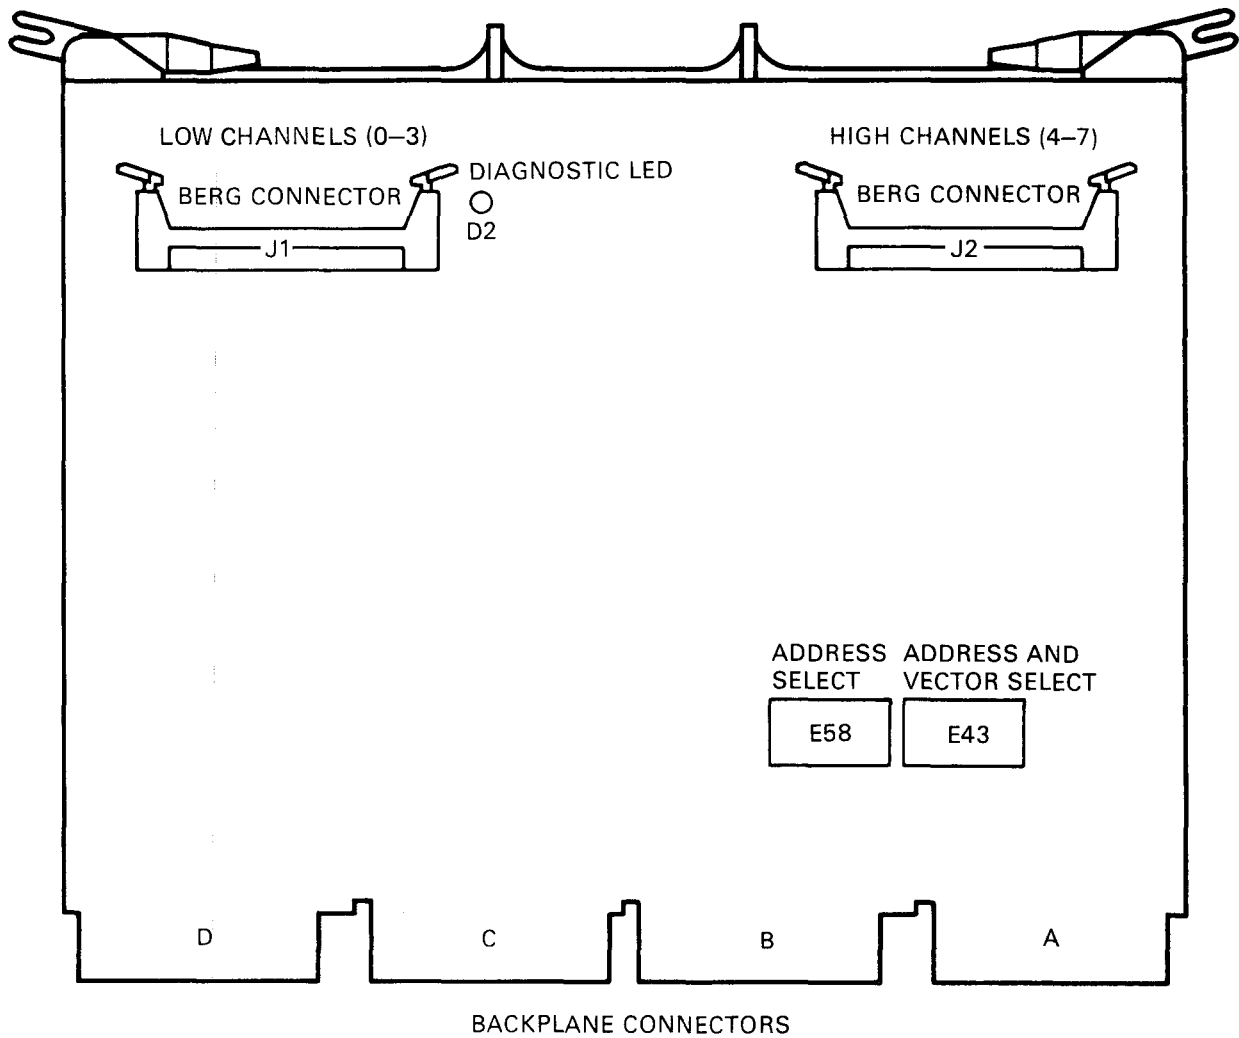 LOW CHANNELS (0–3)
HIGH CHANNELS (4–7)
BERG CONNECTOR
DIAGNOSTIC LED
D2
J1
BERG CONNECTOR
J2
ADDRESS
SELECT
ADDRESS AND
VECTOR SELECT
E58
E43
D
C
B
A
BACKPLANE CONNECTORS